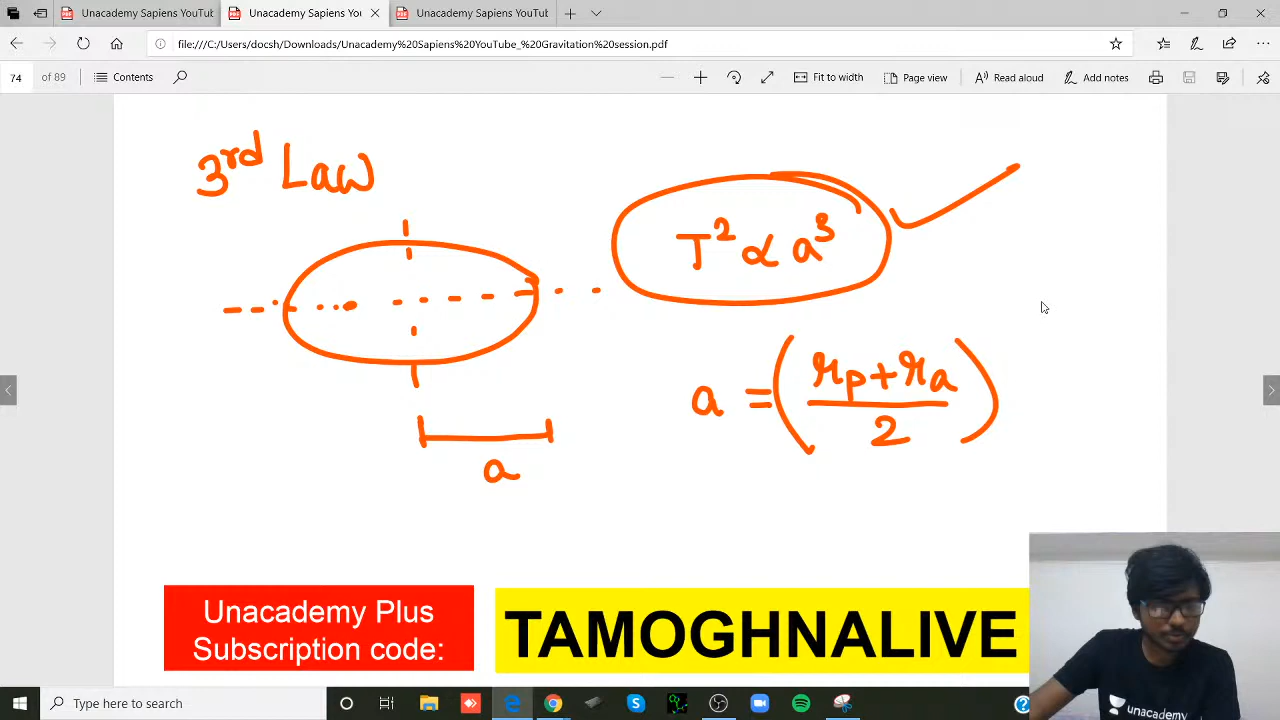 Unacademy Sapiens YouTub
Unacademy Sapiens You
Unacademy Sapiens YouTub
file:///C:/Users/docsh/Downloads/Unacademy%20Sapiens%20YouTube_%20Gravitation%20session.pdf
74 of 89 Contents Fit to width Page view Read aloud Add notes
3rd Law
T² ∝ a³
a = (rp + ra / 2)
a
Unacademy Plus
Subscription code:
TAMOGHNALIVE
unacademy
Type here to search